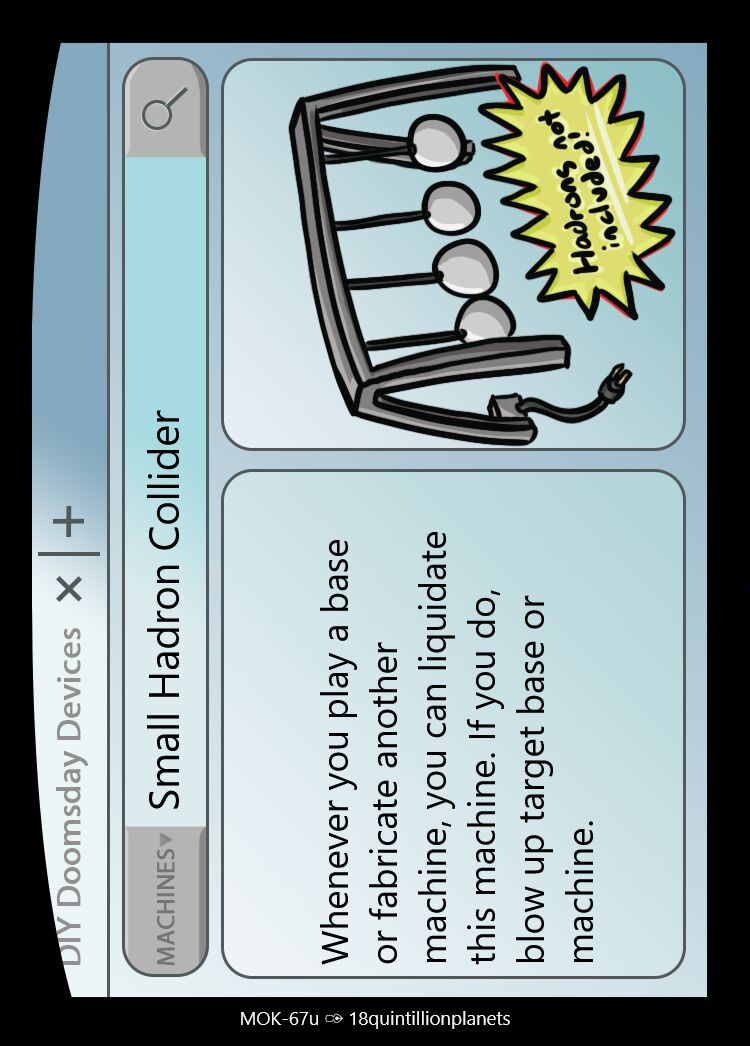 DIY Doomsday Devices × | +
MACHINES▾ Small Hadron Collider
Whenever you play a base
or fabricate another
machine, you can liquidate
this machine. If you do,
blow up target base or
machine.
Hadrons not
included!
MOK-67u ✑ 18quintillionplanets